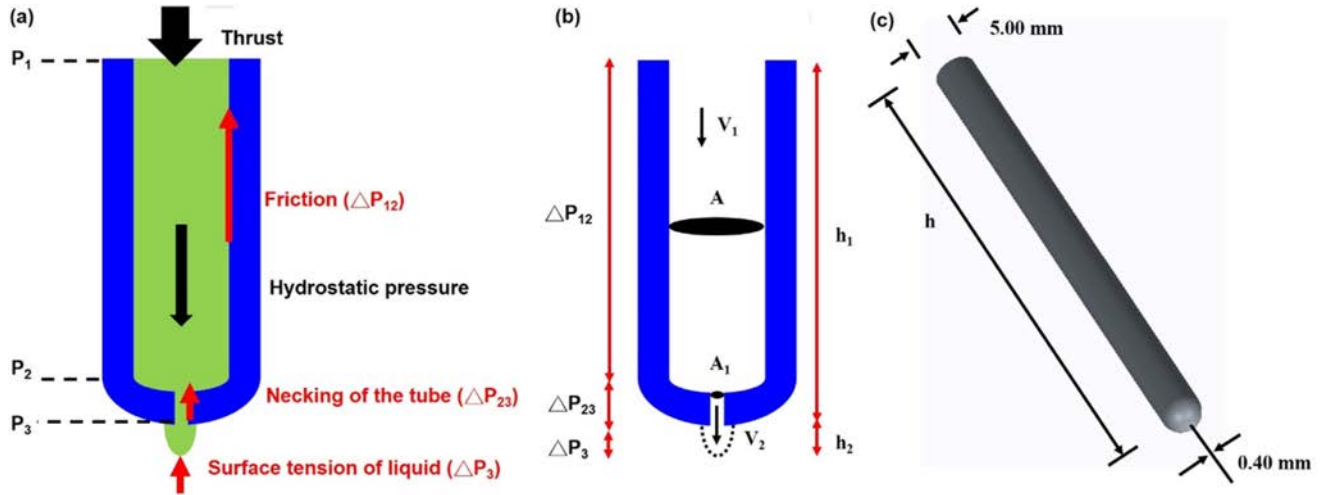 (a)
Thrust
P₁
Friction (△P₁₂)
Hydrostatic pressure
P₂
Necking of the tube (△P₂₃)
P₃
Surface tension of liquid (△P₃)
(b)
V₁
A
△P₁₂
h₁
A₁
△P₂₃
V₂
△P₃
h₂
(c)
5.00 mm
h
0.40 mm